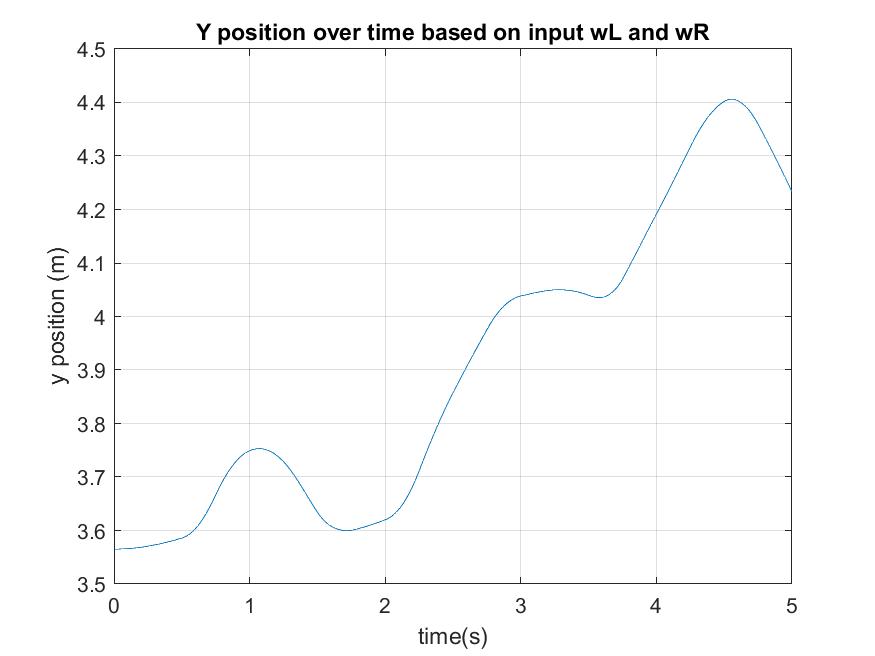 Y position over time based on input wL and wR
4.5
4.4
4.3
4.2
4.1
4
3.9
3.8
3.7
3.6
3.5
y position (m)
0 1 2 3 4 5
time(s)